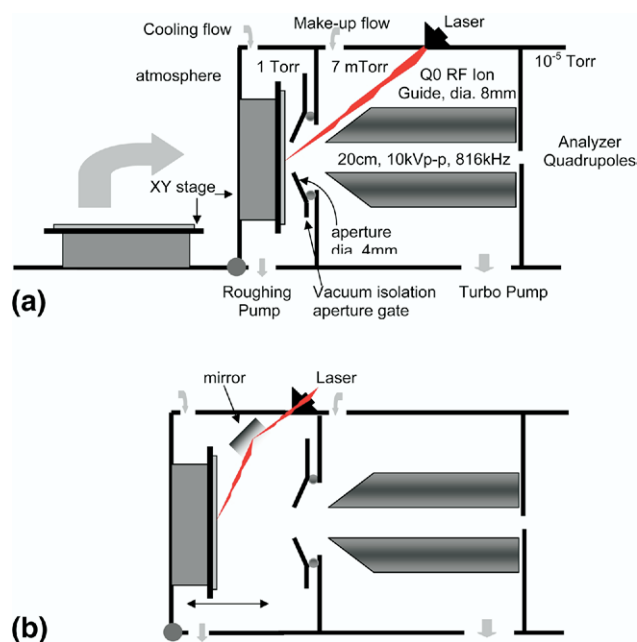 (a)
Cooling flow
Make-up flow
Laser
atmosphere
1 Torr
7 mTorr
Q0 RF Ion
Guide, dia. 8mm
10-5 Torr
Analyzer
Quadrupoles
20cm, 10kVp-p, 816kHz
XY stage
aperture
dia. 4mm
Roughing
Pump
Vacuum isolation
aperture gate
Turbo Pump
(b)
mirror
Laser